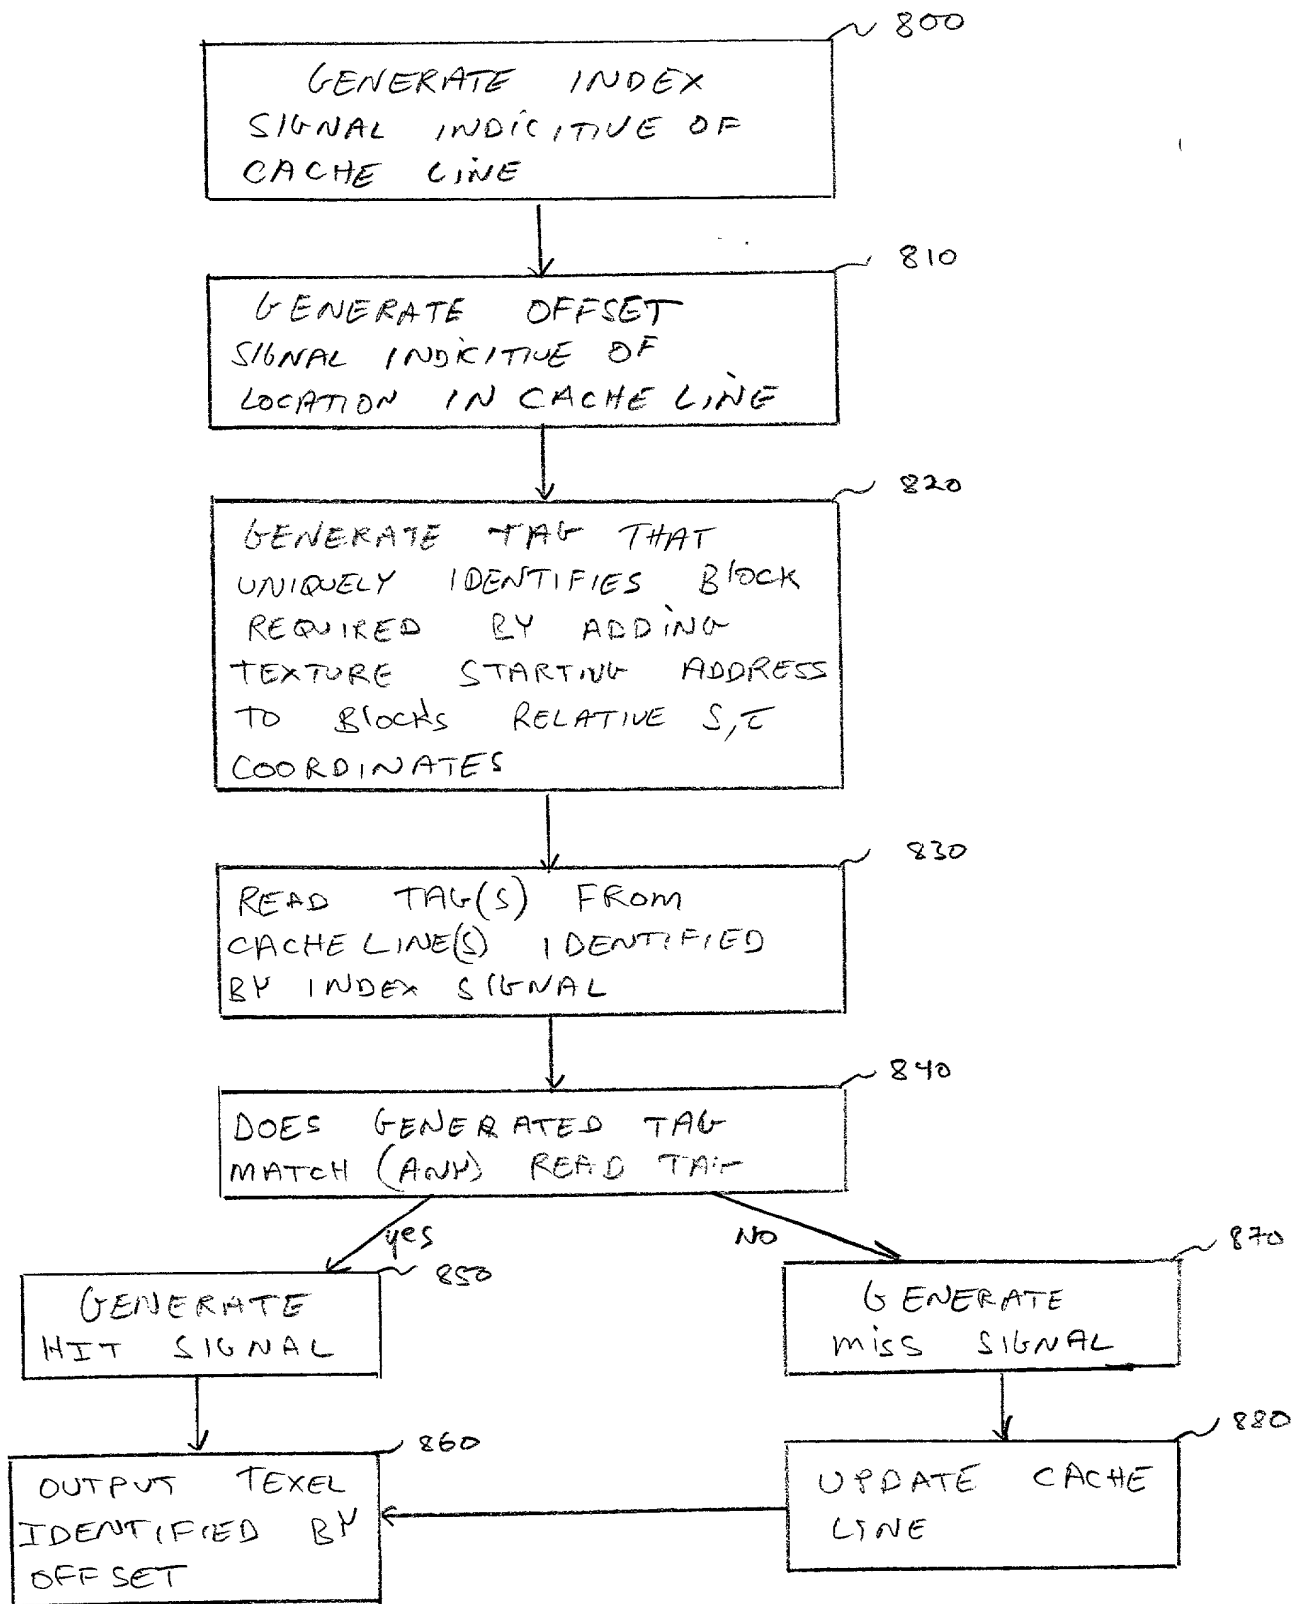 800
GENERATE INDEX
SIGNAL INDICITIVE OF
CACHE LINE
810
GENERATE OFFSET
SIGNAL INDICITIVE OF
LOCATION IN CACHE LINE
820
GENERATE TAG THAT
UNIQUELY IDENTIFIES BlOCK
REQUIRED BY ADDING
TEXTURE STARTING ADDRESS
TO BlOCKS RELATIVE S,T
COORDINATES
830
READ TAG(S) FROM
CACHE LINE(S) IDENTIFIED
BY INDEX SIGNAL
840
DOES GENERATED TAG
MATCH (ANY) READ TAG
yes
NO
850
GENERATE
HIT SIGNAL
870
GENERATE
MISS SIGNAL
860
OUTPUT TEXEL
IDENTIFIED BY
OFFSET
880
UPDATE CACHE
LINE